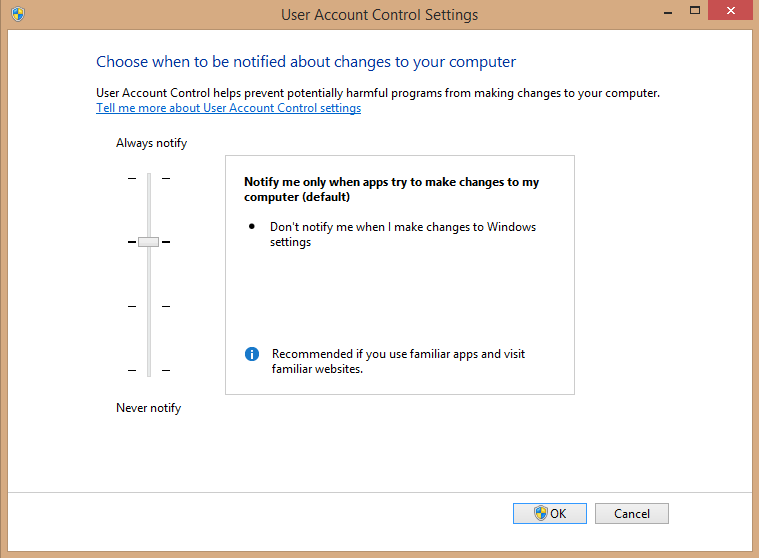 User Account Control Settings
Choose when to be notified about changes to your computer
User Account Control helps prevent potentially harmful programs from making changes to your computer.
Tell me more about User Account Control settings
Always notify
Notify me only when apps try to make changes to my
computer (default)
Don't notify me when I make changes to Windows
settings
Recommended if you use familiar apps and visit
familiar websites.
Never notify
OK
Cancel